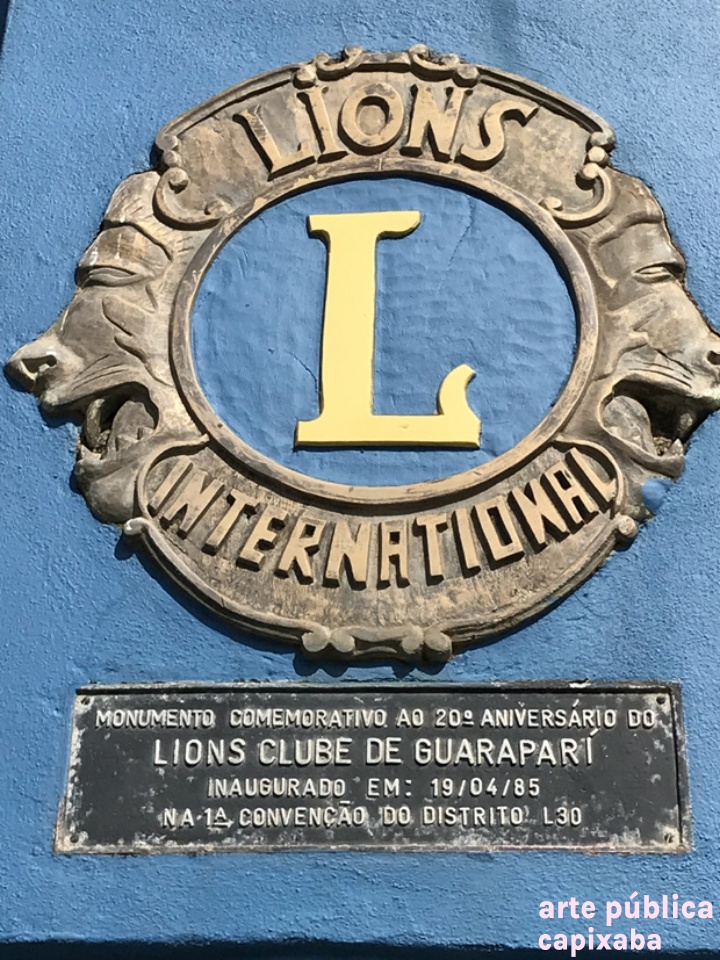 LIONS
L
INTERNATIONAL
MONUMENTO COMEMORATIVO AO 20º ANIVERSÁRIO DO
LIONS CLUBE DE GUARAPARÍ
INAUGURADO EM: 19/04/85
NA 1ª CONVENÇÃO DO DISTRITO L30
arte pública
capixaba